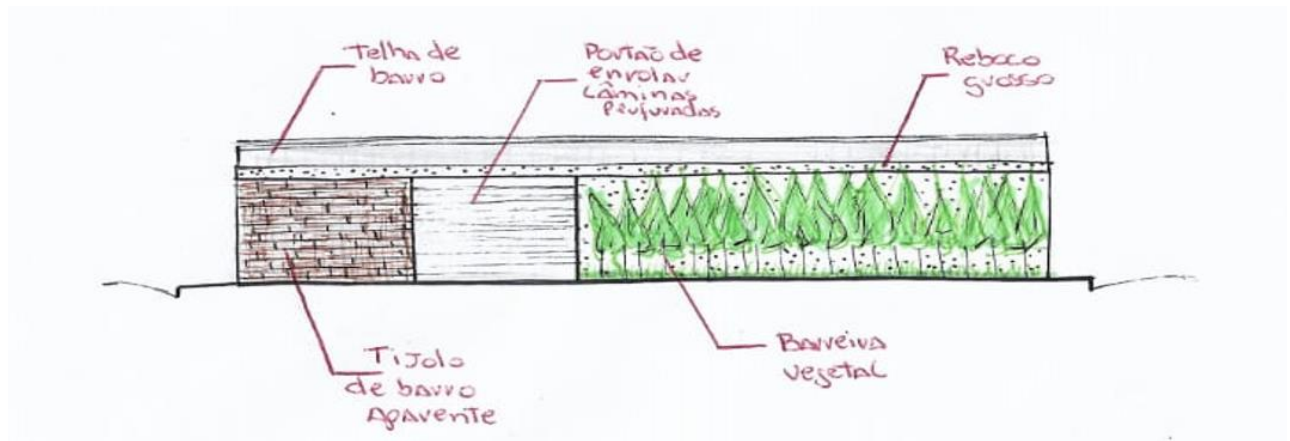 Telha de
barro
Portão de
enrolar
Lâminas
Perfuradas
Reboco
grosso
Tijolo
de barro
Aparente
Barreira
vegetal